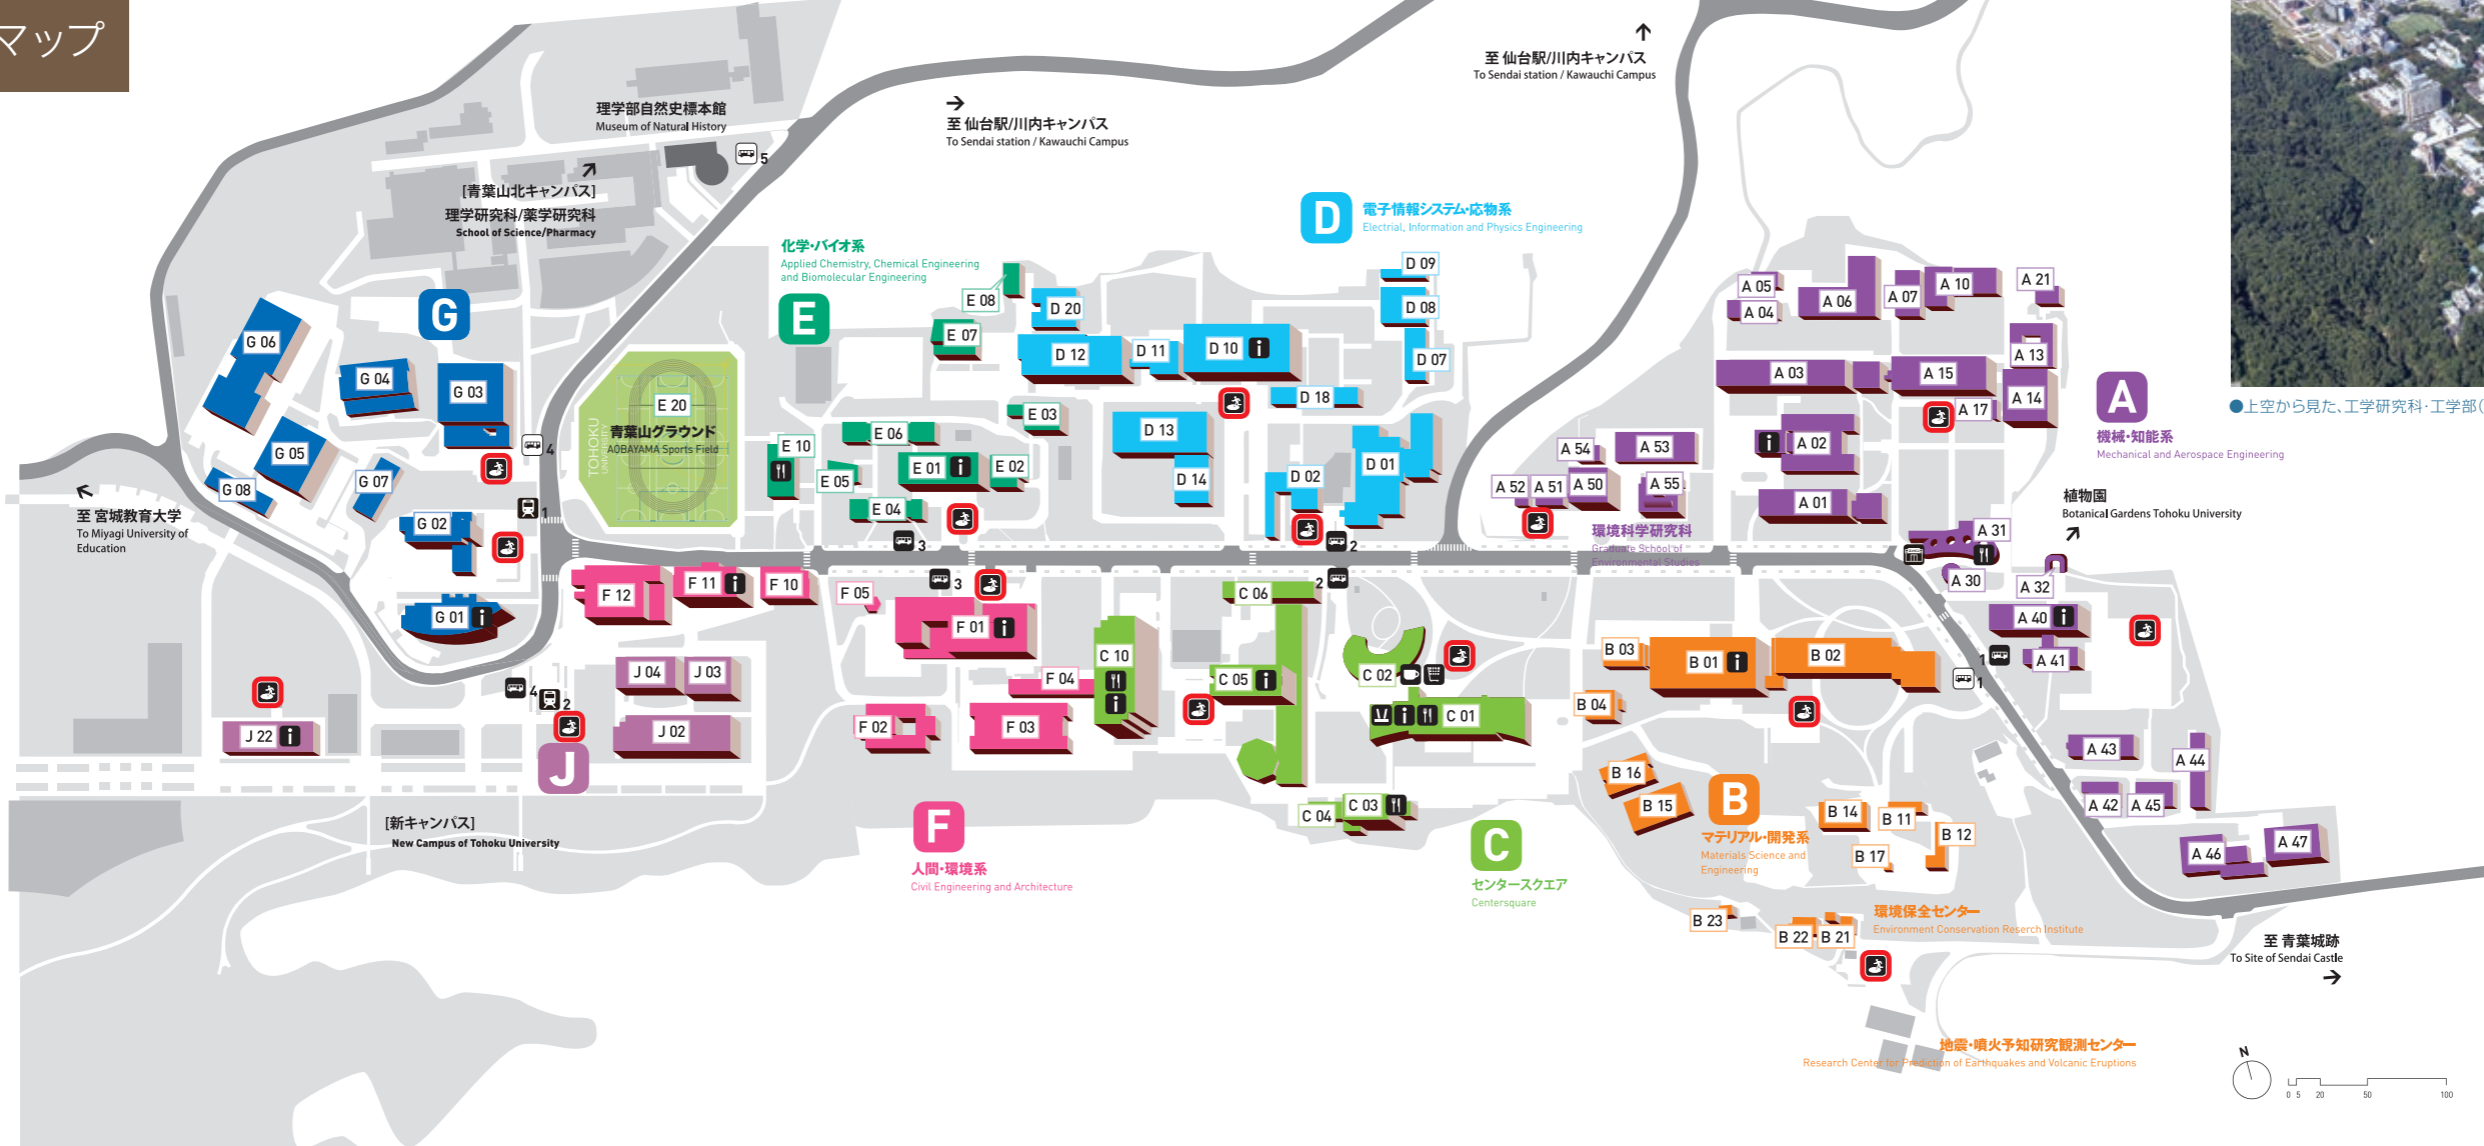 マップ
理学部自然史標本館
Museum of Natural History
5
[青葉山北キャンパス]
理学研究科/薬学研究科
School of Science/Pharmacy
→
至 仙台駅/川内キャンパス
To Sendai station / Kawauchi Campus
至 仙台駅/川内キャンパス
To Sendai station / Kawauchi Campus
●上空から見た、工学研究科・工学部(
G
G 06
G 04
G 03
G 05
G 08
G 07
G 02
G 01
4
1
至 宮城教育大学
To Miyagi University of
Education
化学・バイオ系
Applied Chemistry, Chemical Engineering
and Biomolecular Engineering
E
E 08
E 07
E 03
E 20
青葉山グラウンド
AOBAYAMA Sports Field
TOHOKU
UNIVERSITY
E 10
E 06
E 05
E 01
E 02
E 04
3
D
電子情報システム・応物系
Electrial, Information and Physics Engineering
D 09
D 08
D 07
D 20
D 12
D 11
D 10
D 18
D 13
D 14
D 02
D 01
2
A
機械・知能系
Mechanical and Aerospace Engineering
A 05
A 04
A 06
A 07
A 10
A 21
A 13
A 03
A 15
A 14
A 17
A 02
A 01
A 54
A 53
A 52
A 51
A 50
A 55
環境科学研究科
Graduate School of
Environmental Studies
植物園
Botanical Gardens Tohoku University
A 31
A 30
A 32
A 40
A 41
1
1
A 43
A 44
A 42
A 45
A 46
A 47
F 12
F 11
F 10
F 05
3
F 01
F 04
F 02
F 03
F
人間・環境系
Civil Engineering and Architecture
J 04
J 03
J 02
J 22
J
4
2
[新キャンパス]
New Campus of Tohoku University
C 10
C 06
2
C 05
C 02
C 01
C 03
C 04
C
センタースクエア
Centersquare
B 03
B 01
B 02
B 04
B 16
B 15
B
マテリアル・開発系
Materials Science and
Engineering
B 14
B 11
B 12
B 17
B 23
B 22
B 21
環境保全センター
Environment Conservation Reserch Institute
至 青葉城跡
To Site of Sendai Castle
→
地震・噴火予知研究観測センター
Research Center for Prediction of Earthquakes and Volcanic Eruptions
N
0 5 20 50 100